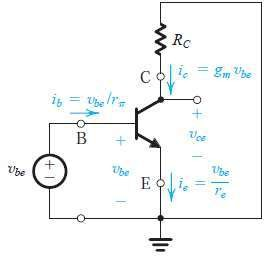 R_C
C
i_c = g_m v_be
i_b = v_be/r_π
B
+
v_be
−
+
v_ce
−
v_be
+
−
E
i_e = v_be/r_e